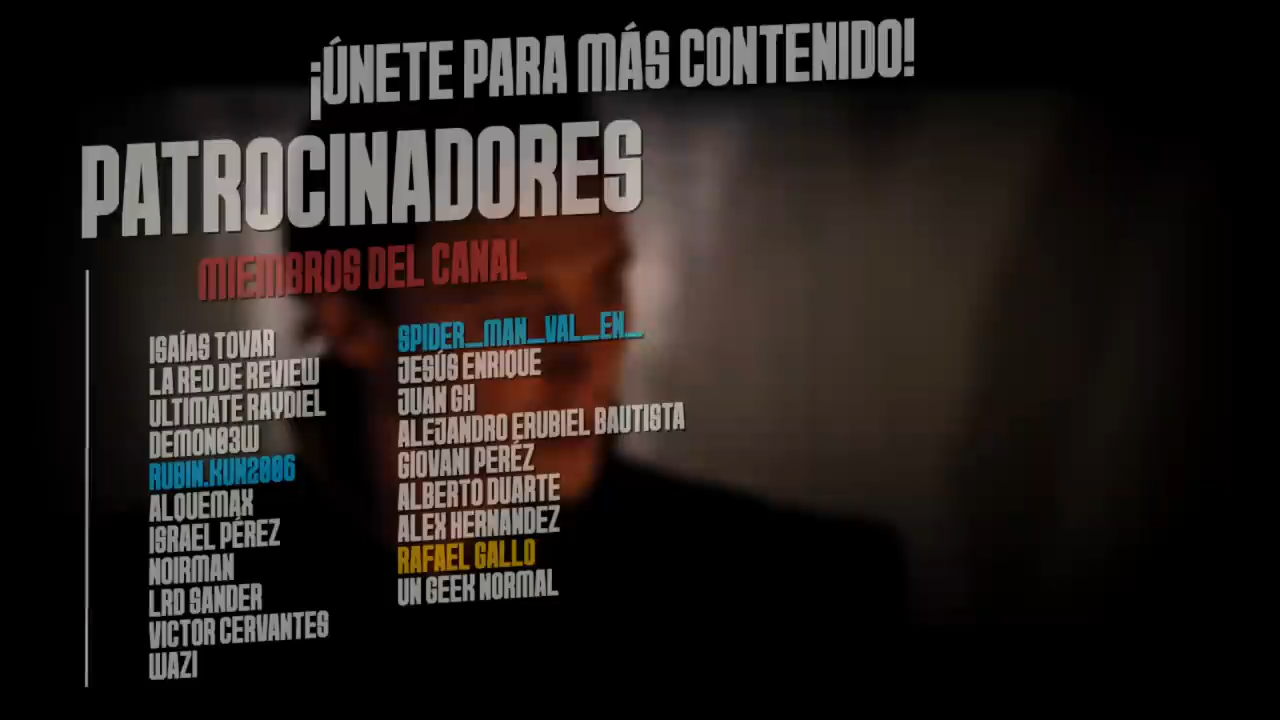 ¡ÚNETE PARA MÁS CONTENIDO!
PATROCINADORES
MIEMBROS DEL CANAL
ISAÍAS TOVAR
LA RED DE REVIEW
ULTIMATE RAYDIEL
DEMON03W
RUBIN.KUN2006
ALQUEMAX
ISRAEL PÉREZ
NOIRMAN
LRD SANDER
VICTOR CERVANTES
WAZI
SPIDER_MAN_VAL_EN_
JESÚS ENRIQUE
JUAN GH
ALEJANDRO ERUBIEL BAUTISTA
GIOVANI PERÉZ
ALBERTO DUARTE
ALEX HERNANDEZ
RAFAEL GALLO
UN GEEK NORMAL